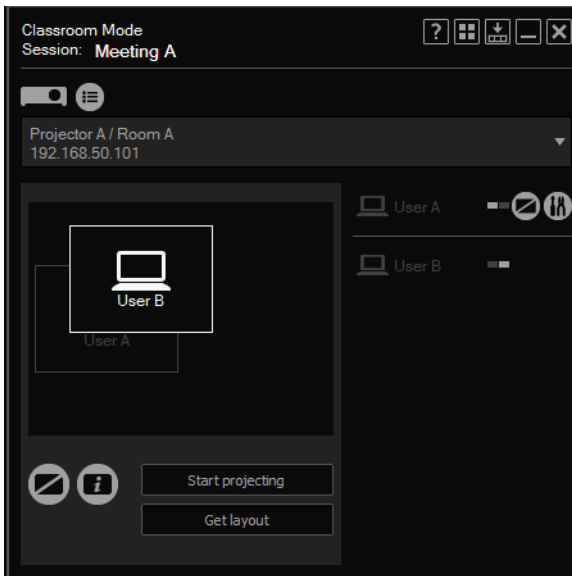 Classroom Mode
Session: Meeting A
?
Projector A / Room A
192.168.50.101
User B
User A
User A
User B
i
Start projecting
Get layout